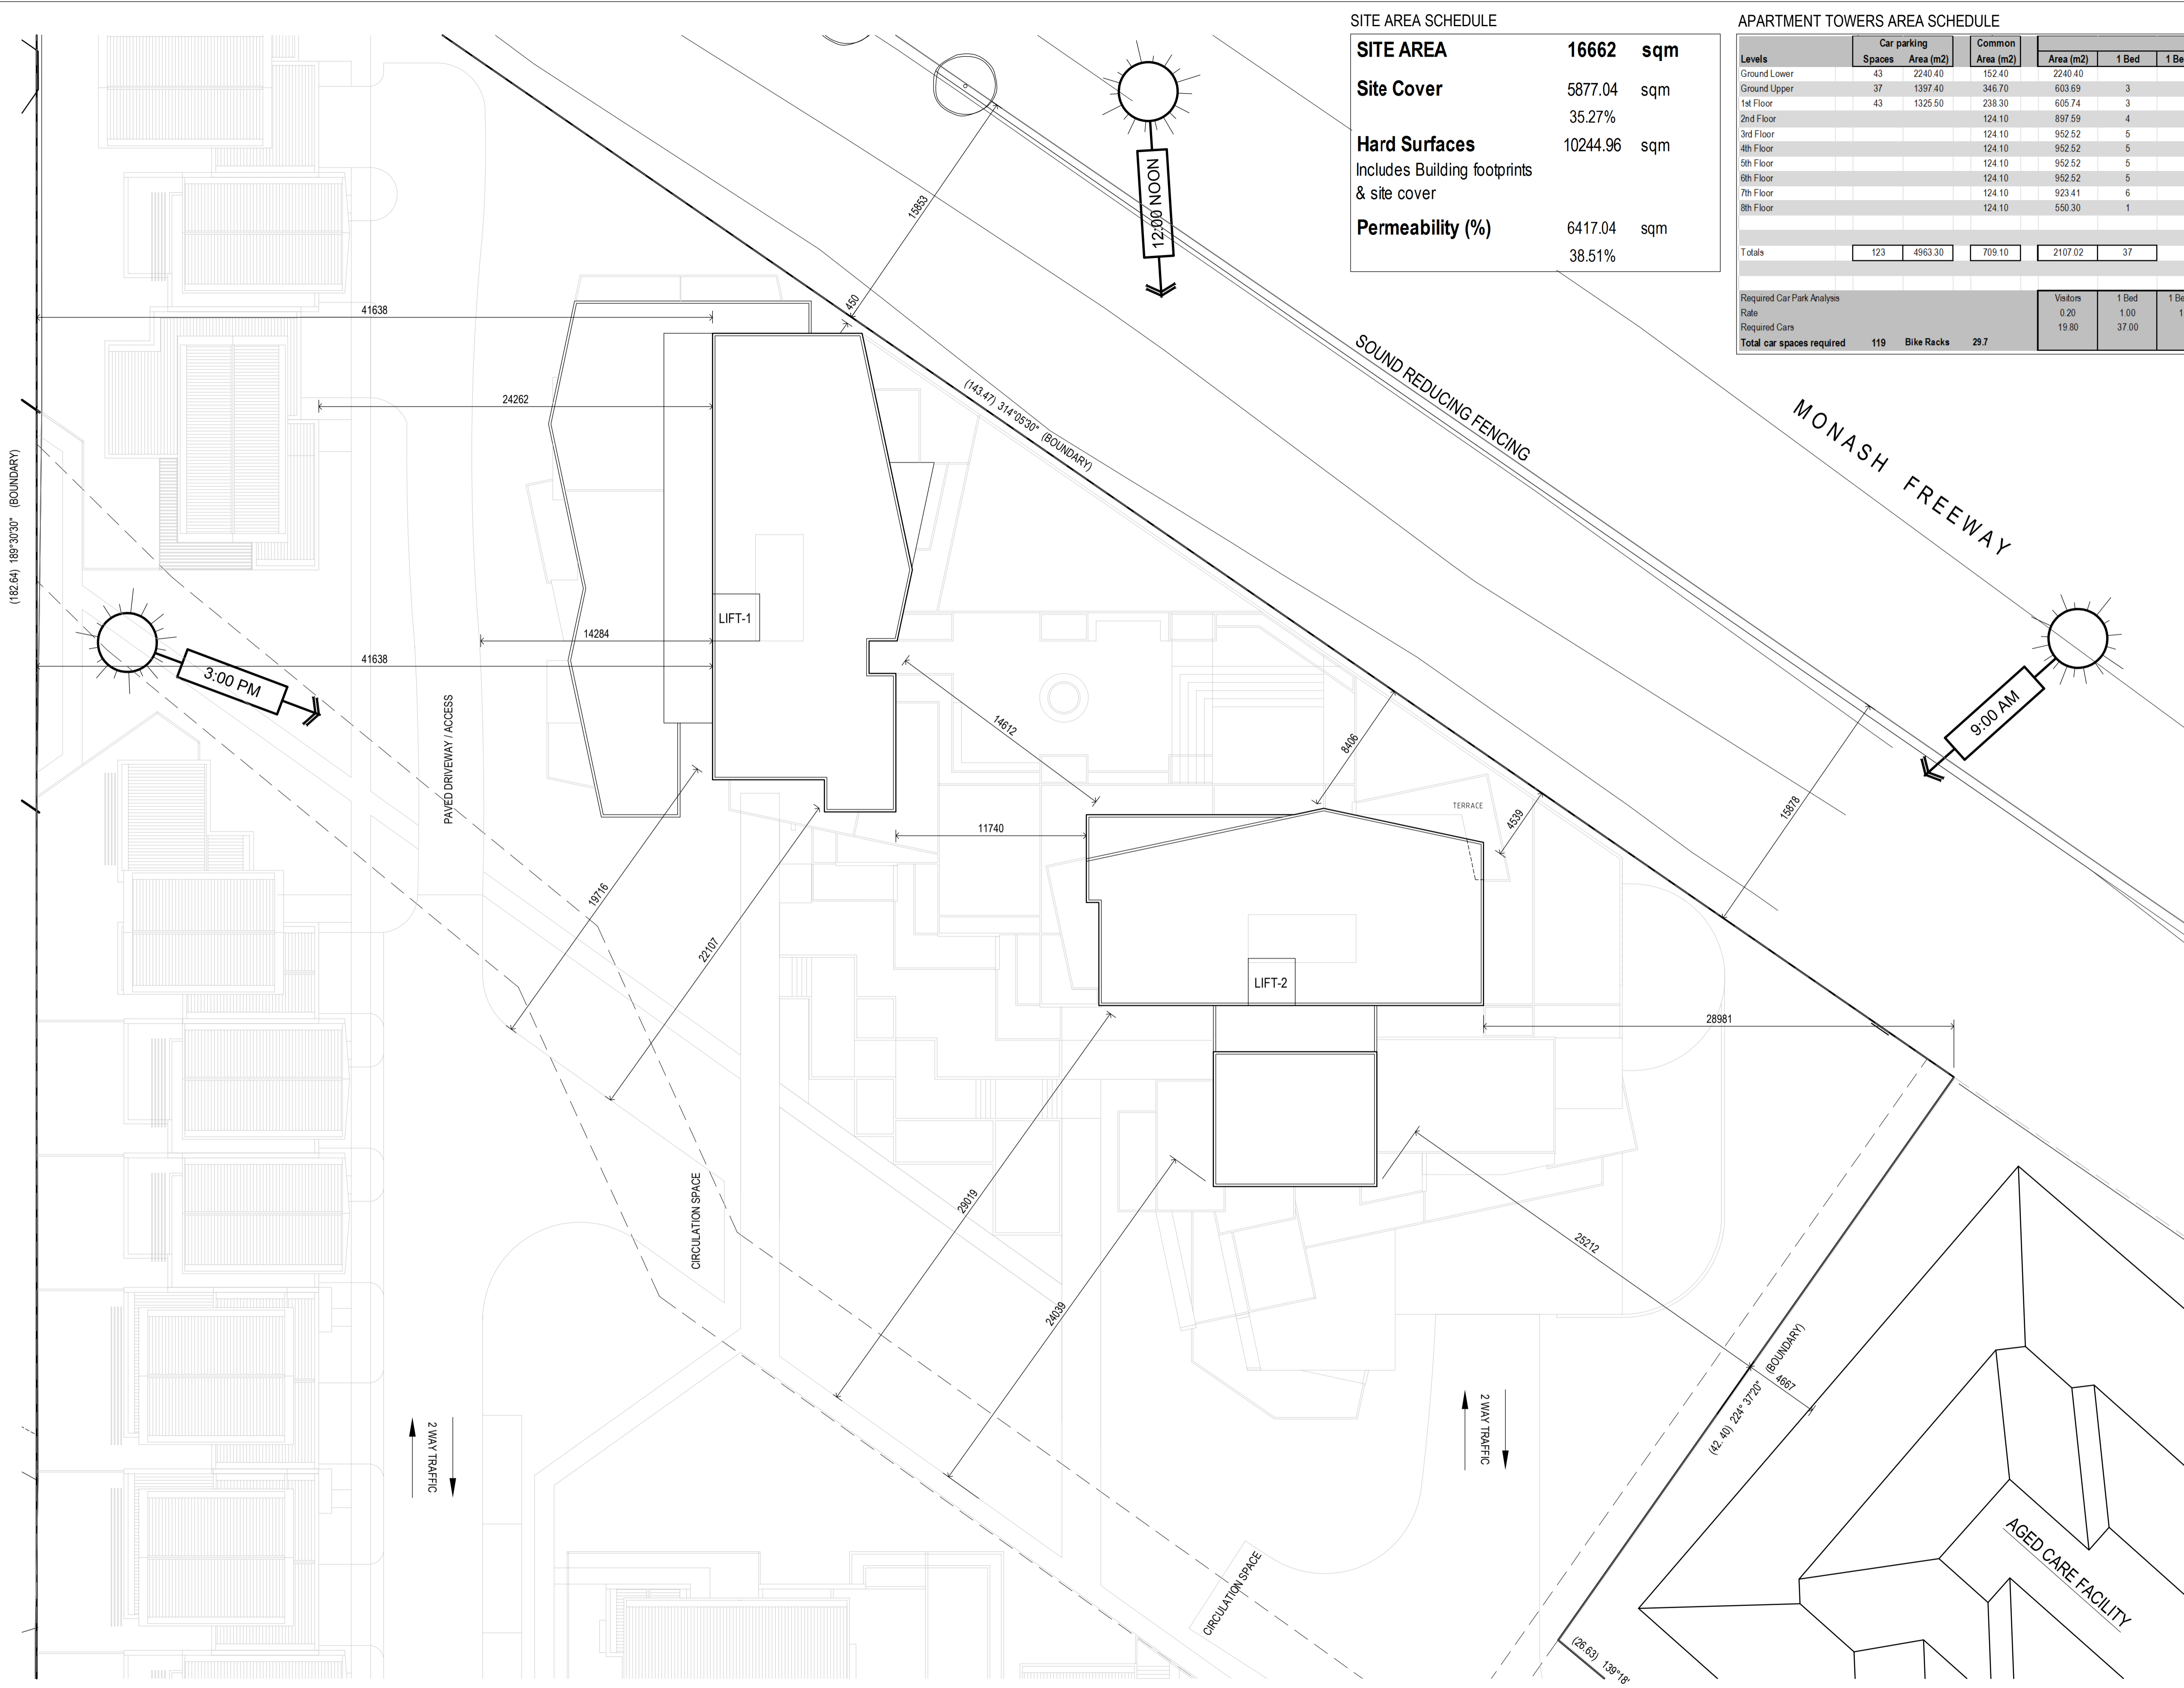 SITE AREA SCHEDULE
SITE AREA 16662 sqm
Site Cover 5877.04 sqm
35.27%
Hard Surfaces 10244.96 sqm
Includes Building footprints
& site cover
Permeability (%) 6417.04 sqm
38.51%
APARTMENT TOWERS AREA SCHEDULE
Car parking Common
Levels Spaces Area (m2) Area (m2) Area (m2) 1 Bed 1 Be
Ground Lower 43 2240.40 152.40 2240.40
Ground Upper 37 1397.40 346.70 603.69 3
1st Floor 43 1325.50 238.30 605.74 3
2nd Floor 124.10 897.59 4
3rd Floor 124.10 952.52 5
4th Floor 124.10 952.52 5
5th Floor 124.10 952.52 5
6th Floor 124.10 952.52 5
7th Floor 124.10 923.41 6
8th Floor 124.10 550.30 1
Totals 123 4963.30 709.10 2107.02 37
Required Car Park Analysis Visitors 1 Bed 1 Be
Rate 0.20 1.00 1
Required Cars 19.80 37.00
Total car spaces required 119 Bike Racks 29.7
12:00 NOON
15853
450
41638
24262
(143.47) 314°05'30" (BOUNDARY)
SOUND REDUCING FENCING
MONASH FREEWAY
(182.64) 189°30'30" (BOUNDARY)
LIFT-1
14284
41638
3:00 PM
9:00 AM
PAVED DRIVEWAY / ACCESS
14612
8406
TERRACE
4539
15878
11740
19716
22107
LIFT-2
28981
CIRCULATION SPACE
29019
24039
25212
4667
(42.40) 224° 37'20" (BOUNDARY)
2 WAY TRAFFIC
2 WAY TRAFFIC
CIRCULATION SPACE
AGED CARE FACILITY
(26.63) 139°18'